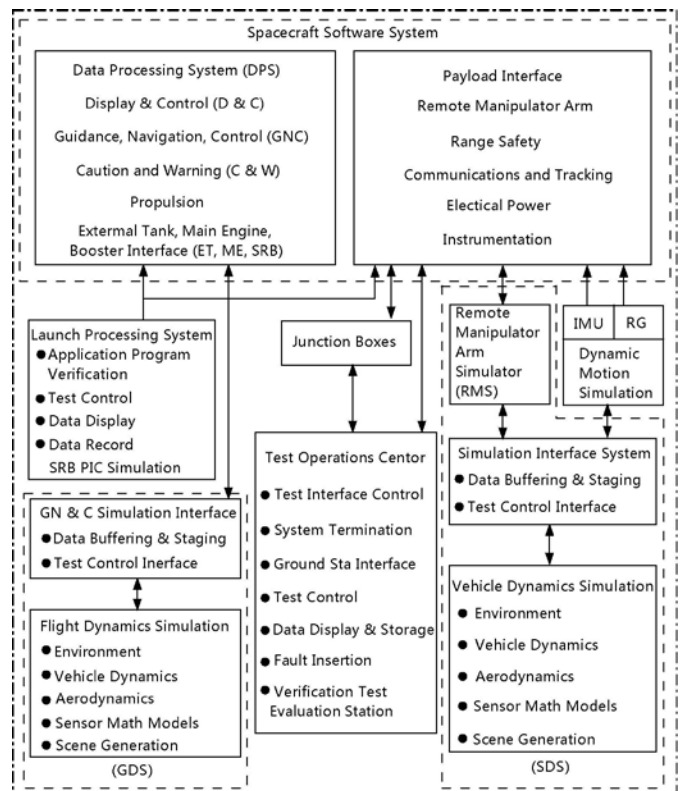 Spacecraft Software System
Data Processing System (DPS)
Display & Control (D & C)
Guidance, Navigation, Control (GNC)
Caution and Warning (C & W)
Propulsion
Extermal Tank, Main Engine,
Booster Interface (ET, ME, SRB)
Payload Interface
Remote Manipulator Arm
Range Safety
Communications and Tracking
Electical Power
Instrumentation
Launch Processing System
● Application Program
Verification
● Test Control
● Data Display
● Data Record
SRB PIC Simulation
Junction Boxes
Remote
Manipulator
Arm
Simulator
(RMS)
IMU
RG
Dynamic
Motion
Simulation
GN & C Simulation Interface
● Data Buffering & Staging
● Test Control Inerface
Flight Dynamics Simulation
● Environment
● Vehicle Dynamics
● Aerodynamics
● Sensor Math Models
● Scene Generation
(GDS)
Test Operations Centor
● Test Interface Control
● System Termination
● Ground Sta Interface
● Test Control
● Data Display & Storage
● Fault Insertion
● Verification Test
Evaluation Station
Simulation Interface System
● Data Buffering & Staging
● Test Control Interface
Vehicle Dynamics Simulation
● Environment
● Vehicle Dynamics
● Aerodynamics
● Sensor Math Models
● Scene Generation
(SDS)